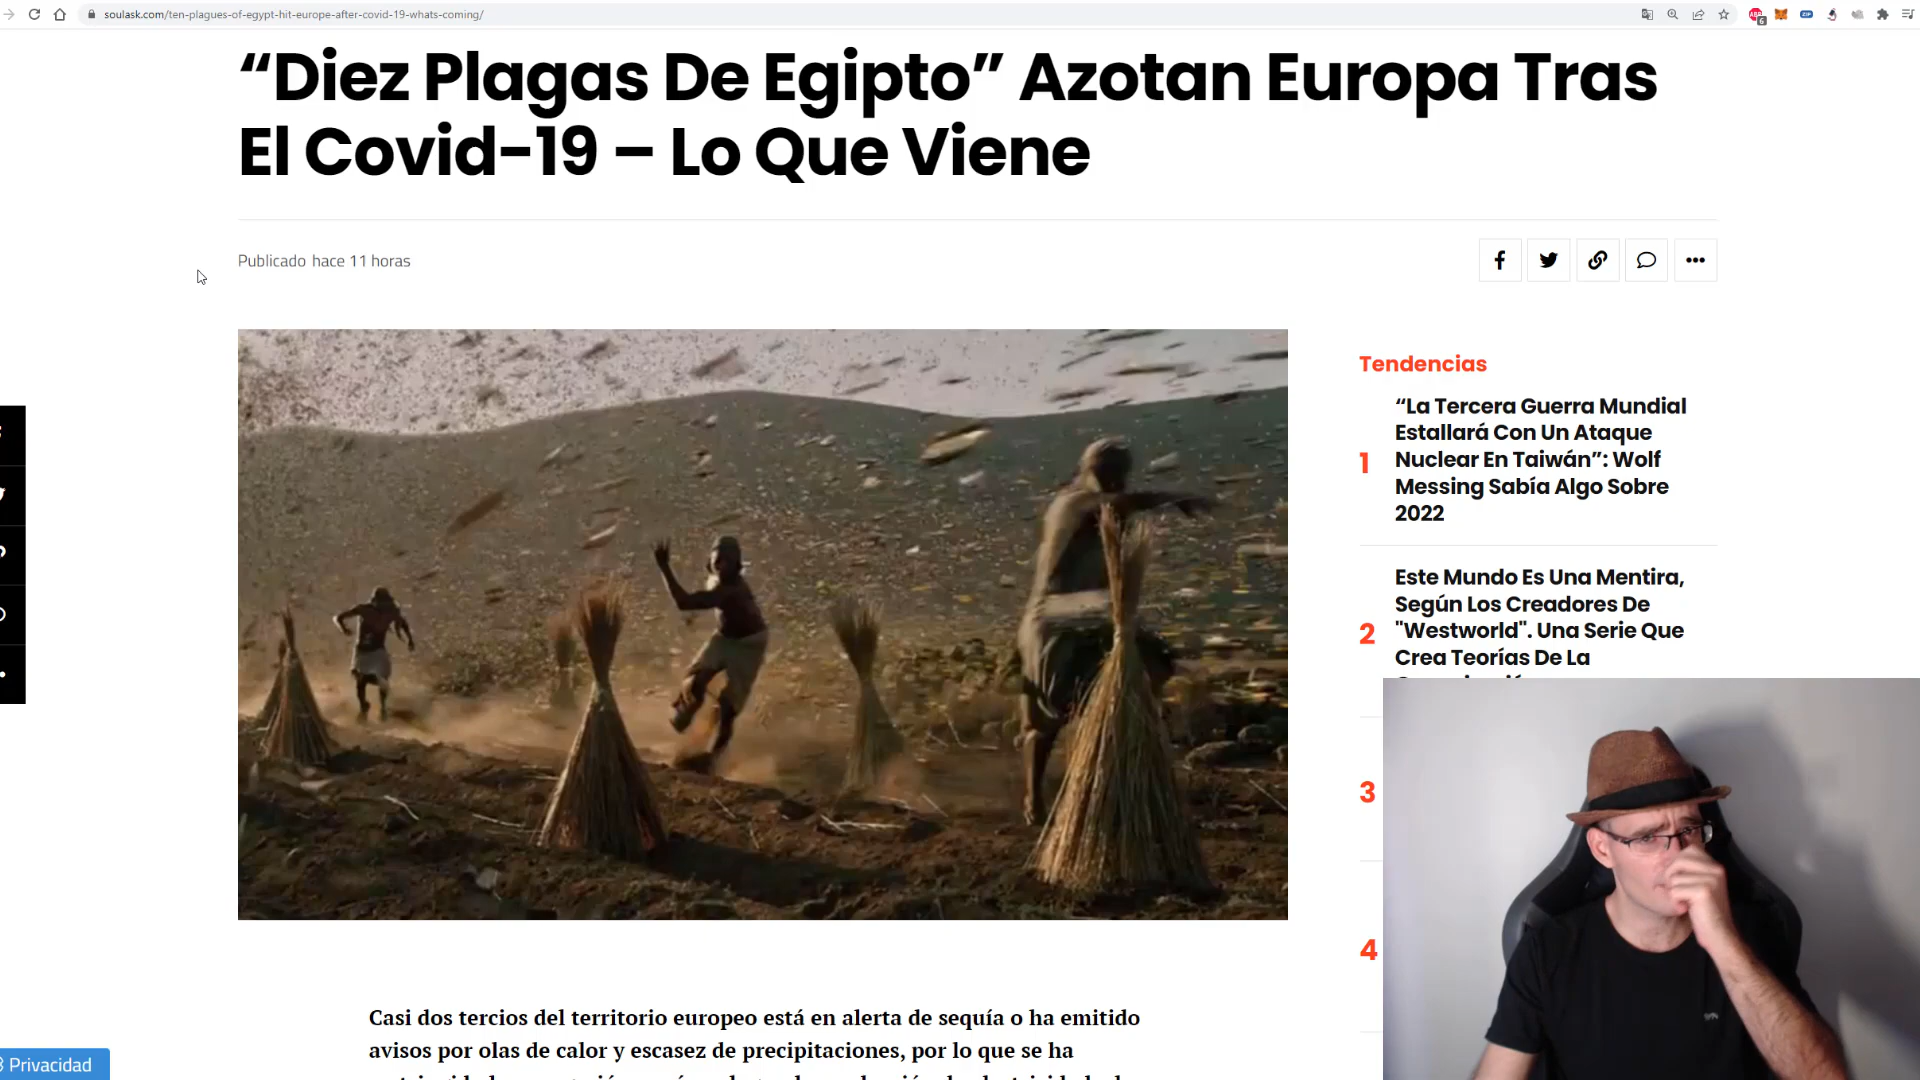 soulask.com/ten-plagues-of-egypt-hit-europe-after-covid-19-whats-coming/
“Diez Plagas De Egipto” Azotan Europa Tras
El Covid-19 – Lo Que Viene
Publicado hace 11 horas
Tendencias
1
“La Tercera Guerra Mundial
Estallará Con Un Ataque
Nuclear En Taiwán”: Wolf
Messing Sabía Algo Sobre
2022
2
Este Mundo Es Una Mentira,
Según Los Creadores De
"Westworld". Una Serie Que
Crea Teorías De La
3
4
Casi dos tercios del territorio europeo está en alerta de sequía o ha emitido
avisos por olas de calor y escasez de precipitaciones, por lo que se ha
Privacidad